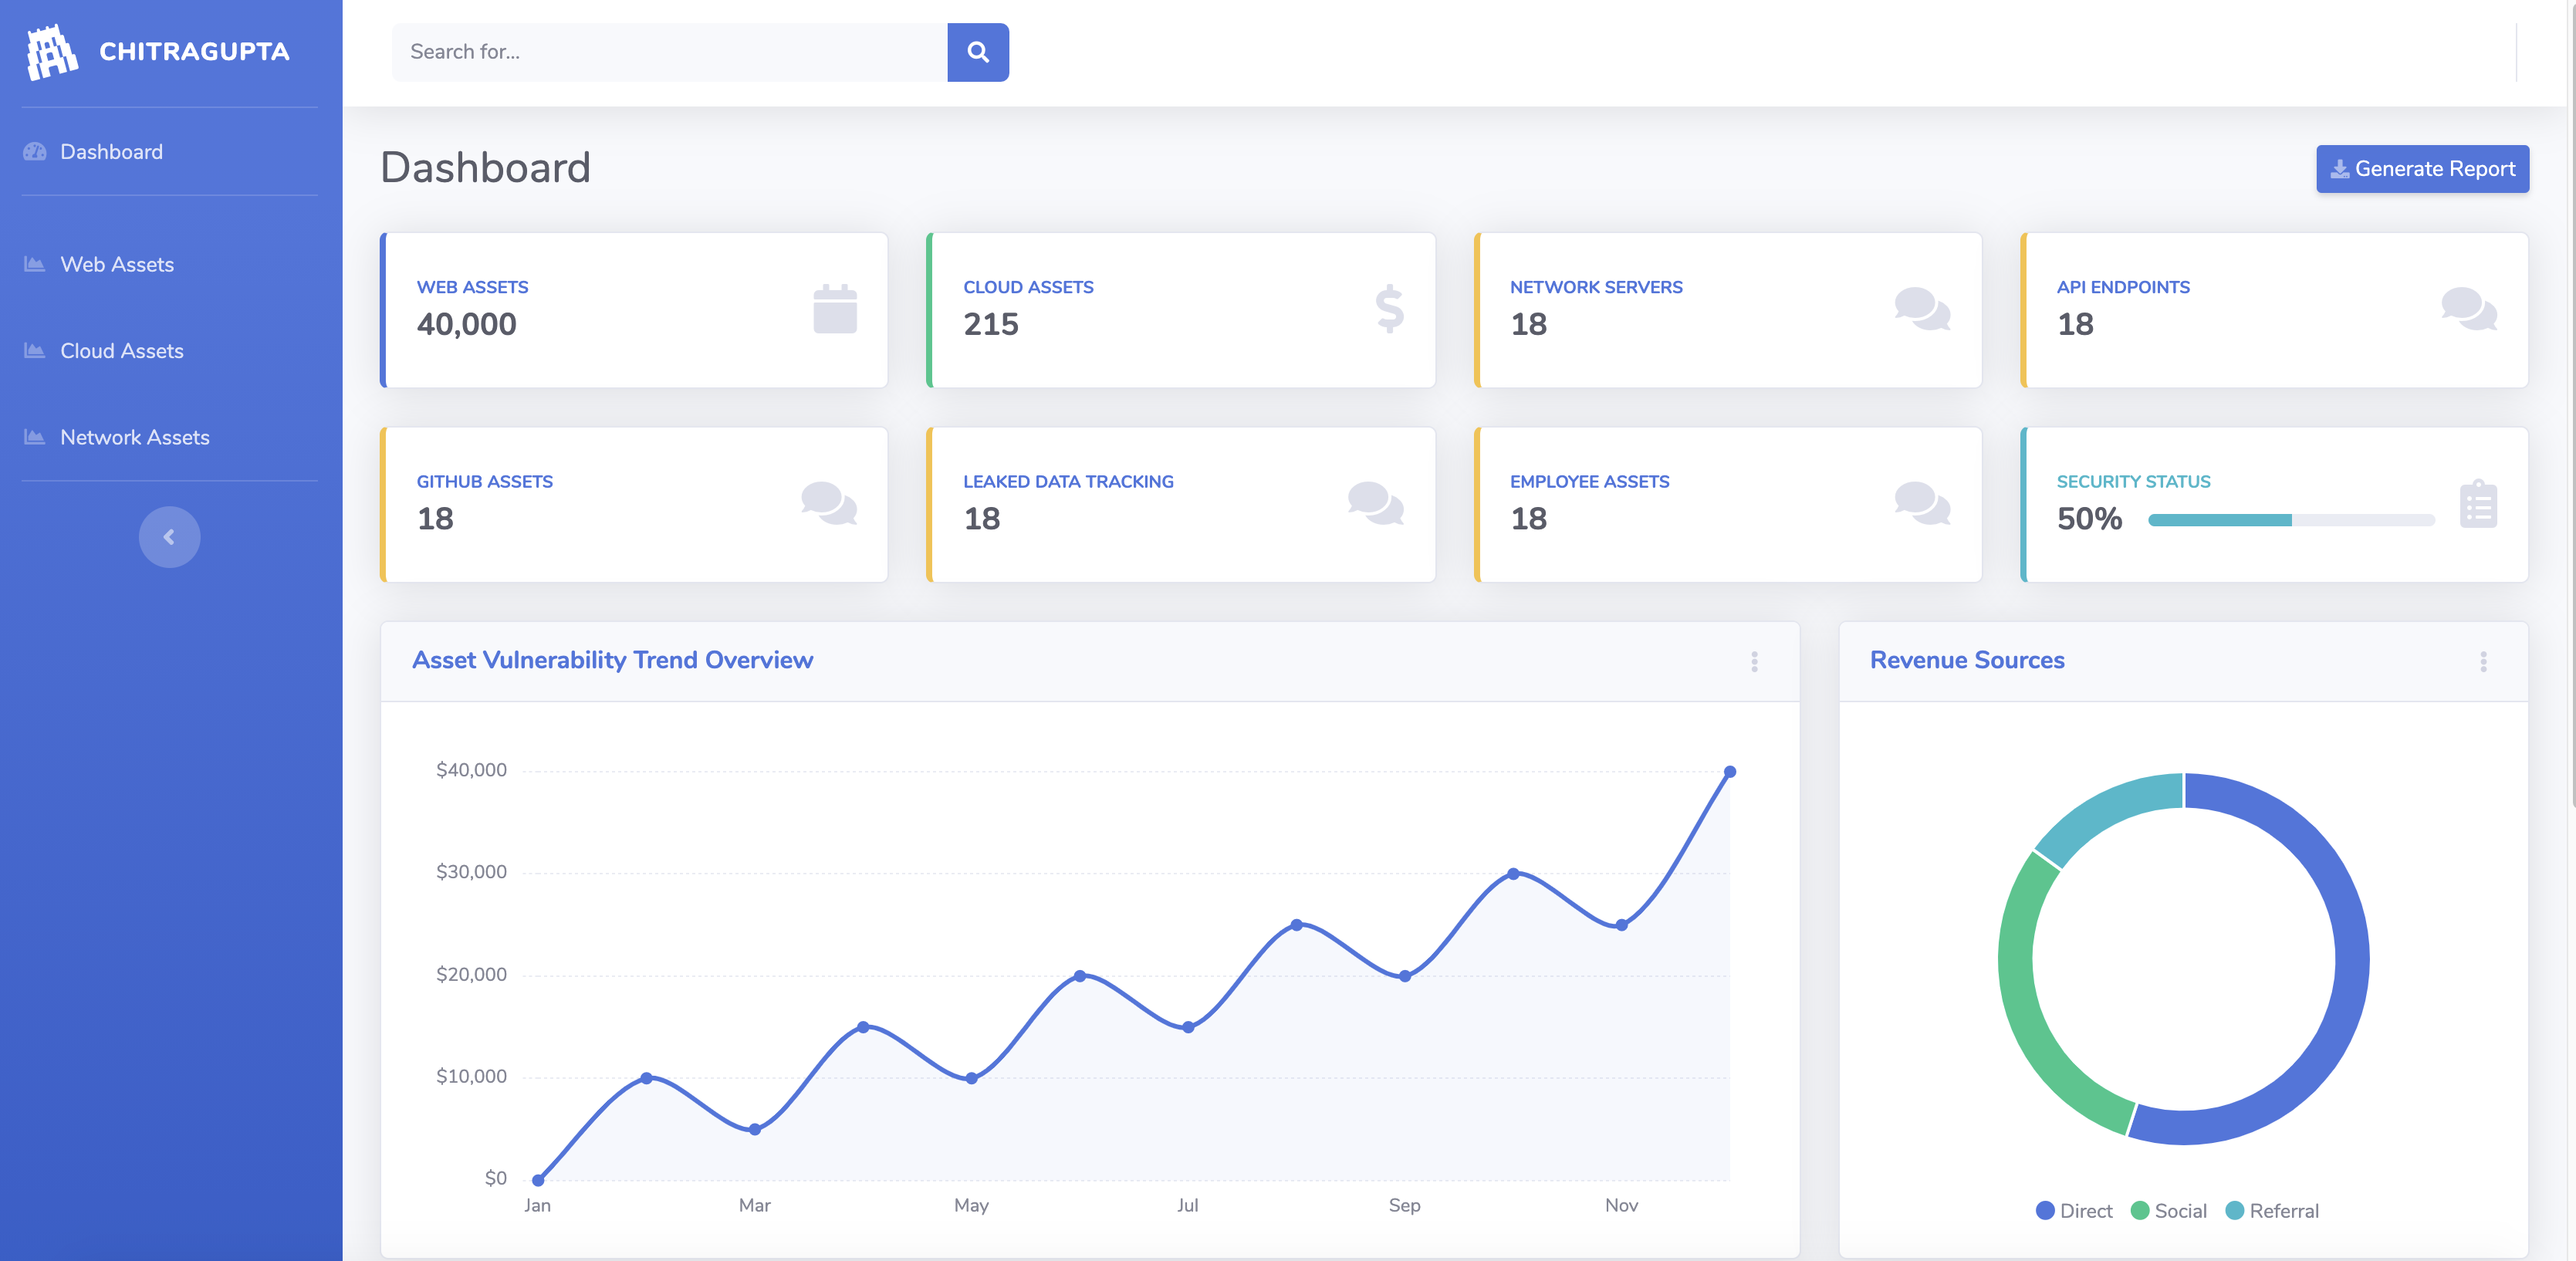 CHITRAGUPTA
Search for...
Dashboard
Web Assets
Cloud Assets
Network Assets
Dashboard
Generate Report
WEB ASSETS
40,000
CLOUD ASSETS
215
NETWORK SERVERS
18
API ENDPOINTS
18
GITHUB ASSETS
18
LEAKED DATA TRACKING
18
EMPLOYEE ASSETS
18
SECURITY STATUS
50%
Asset Vulnerability Trend Overview
$40,000
$30,000
$20,000
$10,000
$0
Jan Mar May Jul Sep Nov
Revenue Sources
Direct Social Referral